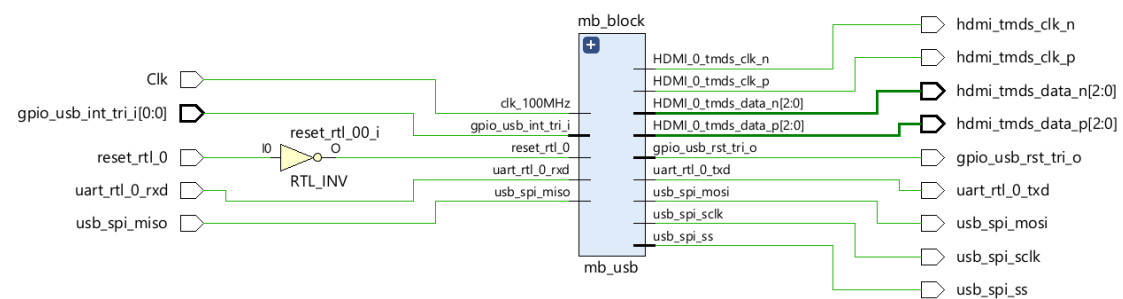 mb_block
hdmi_tmds_clk_n
HDMI_0_tmds_clk_n
hdmi_tmds_clk_p
Clk
HDMI_0_tmds_clk_p
hdmi_tmds_data_n[2:0]
clk_100MHz
HDMI_0_tmds_data_n[2:0]
gpio_usb_int_tri_i[0:0]
gpio_usb_int_tri_i
HDMI_0_tmds_data_p[2:0]
hdmi_tmds_data_p[2:0]
reset_rtl_00_i
reset_rtl_0
I0
O
reset_rtl_0
gpio_usb_rst_tri_o
gpio_usb_rst_tri_o
RTL_INV
uart_rtl_0_rxd
uart_rtl_0_txd
uart_rtl_0_rxd
usb_spi_miso
usb_spi_mosi
uart_rtl_0_txd
usb_spi_miso
usb_spi_sclk
usb_spi_mosi
usb_spi_ss
usb_spi_sclk
mb_usb
usb_spi_ss